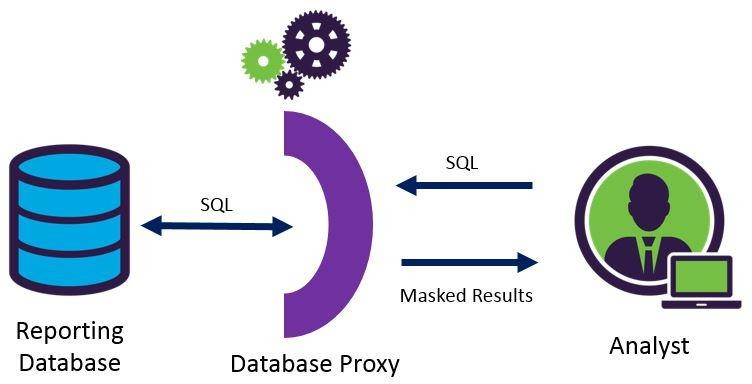 SQL
SQL
Masked Results
Reporting
Database
Database Proxy
Analyst